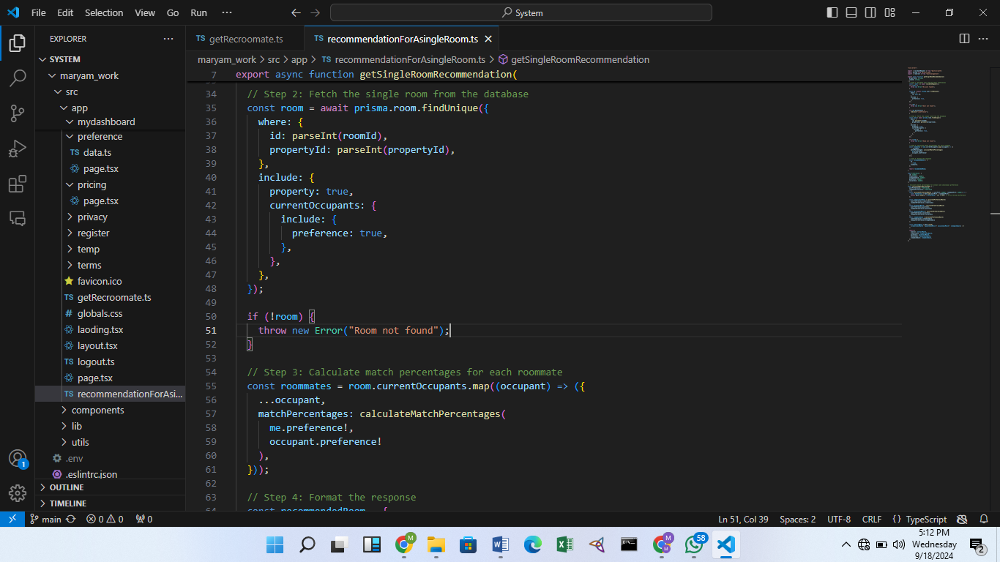 File Edit Selection View Go Run ··· System
EXPLORER ···
SYSTEM
maryam_work
src
app
mydashboard
preference
TS data.ts
page.tsx
pricing
page.tsx
privacy
register
temp
terms
favicon.ico
TS getRecroomate.ts
# globals.css
laoding.tsx
layout.tsx
TS logout.ts
page.tsx
TS recommendationForAsi...
components
lib
utils
.env
.eslintrc.json
OUTLINE
TIMELINE
1
TS getRecroomate.ts TS recommendationForAsingleRoom.ts
maryam_work > src > app > TS recommendationForAsingleRoom.ts > getSingleRoomRecommendation
7 export async function getSingleRoomRecommendation(
34 // Step 2: Fetch the single room from the database
35 const room = await prisma.room.findUnique({
36 where: {
37 id: parseInt(roomId),
38 propertyId: parseInt(propertyId),
39 },
40 include: {
41 property: true,
42 currentOccupants: {
43 include: {
44 preference: true,
45 },
46 },
47 },
48 });
49
50 if (!room) {
51 throw new Error("Room not found");
52 }
53
54 // Step 3: Calculate match percentages for each roommate
55 const roommates = room.currentOccupants.map((occupant) => ({
56 ...occupant,
57 matchPercentages: calculateMatchPercentages(
58 me.preference!,
59 occupant.preference!
60 ),
61 }));
62
63 // Step 4: Format the response
64 const recommendedRoom = {
main 0 0 0 Ln 51, Col 39 Spaces: 2 UTF-8 CRLF {} TypeScript
M M 58
5:12 PM
Wednesday
9/18/2024
2